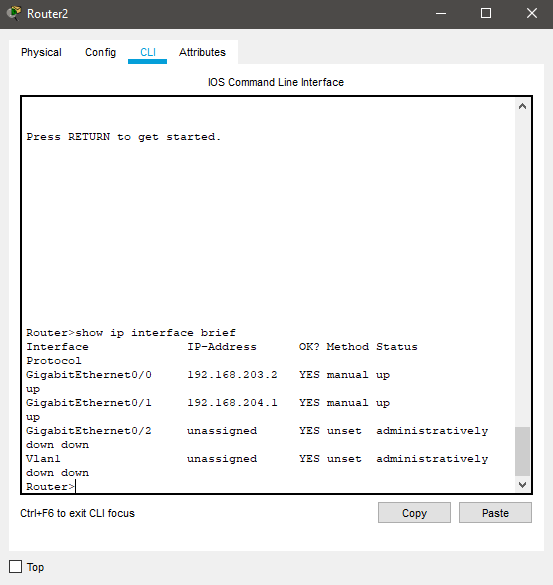 Router2
Physical Config CLI Attributes
IOS Command Line Interface
Press RETURN to get started.
Router>show ip interface brief
Interface IP-Address OK? Method Status
Protocol
GigabitEthernet0/0 192.168.203.2 YES manual up
up
GigabitEthernet0/1 192.168.204.1 YES manual up
up
GigabitEthernet0/2 unassigned YES unset administratively
down down
Vlan1 unassigned YES unset administratively
down down
Router>
Ctrl+F6 to exit CLI focus Copy Paste
Top